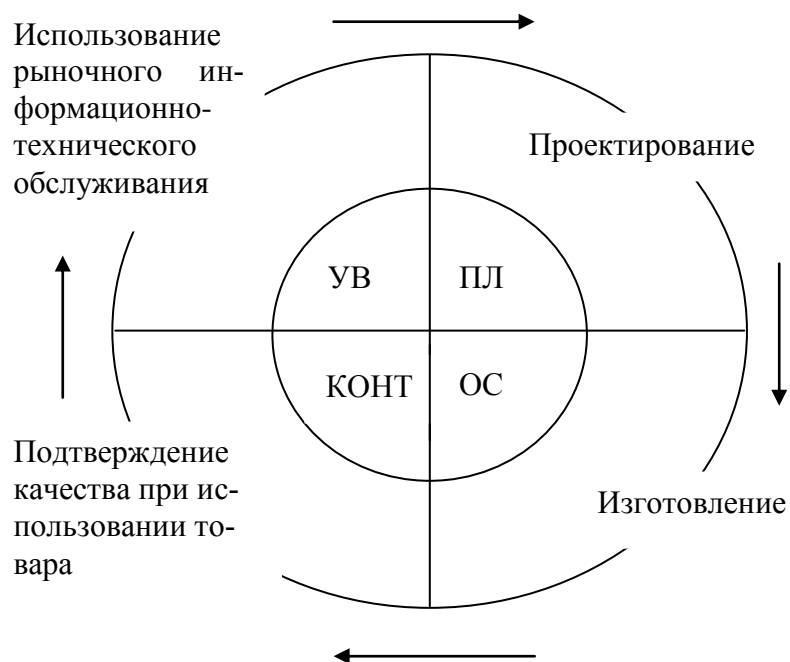 Использование
рыночного ин-
формационно-
технического
обслуживания
Проектирование
УВ ПЛ
КОНТ ОС
Подтверждение
качества при ис-
пользовании то-
вара
Изготовление